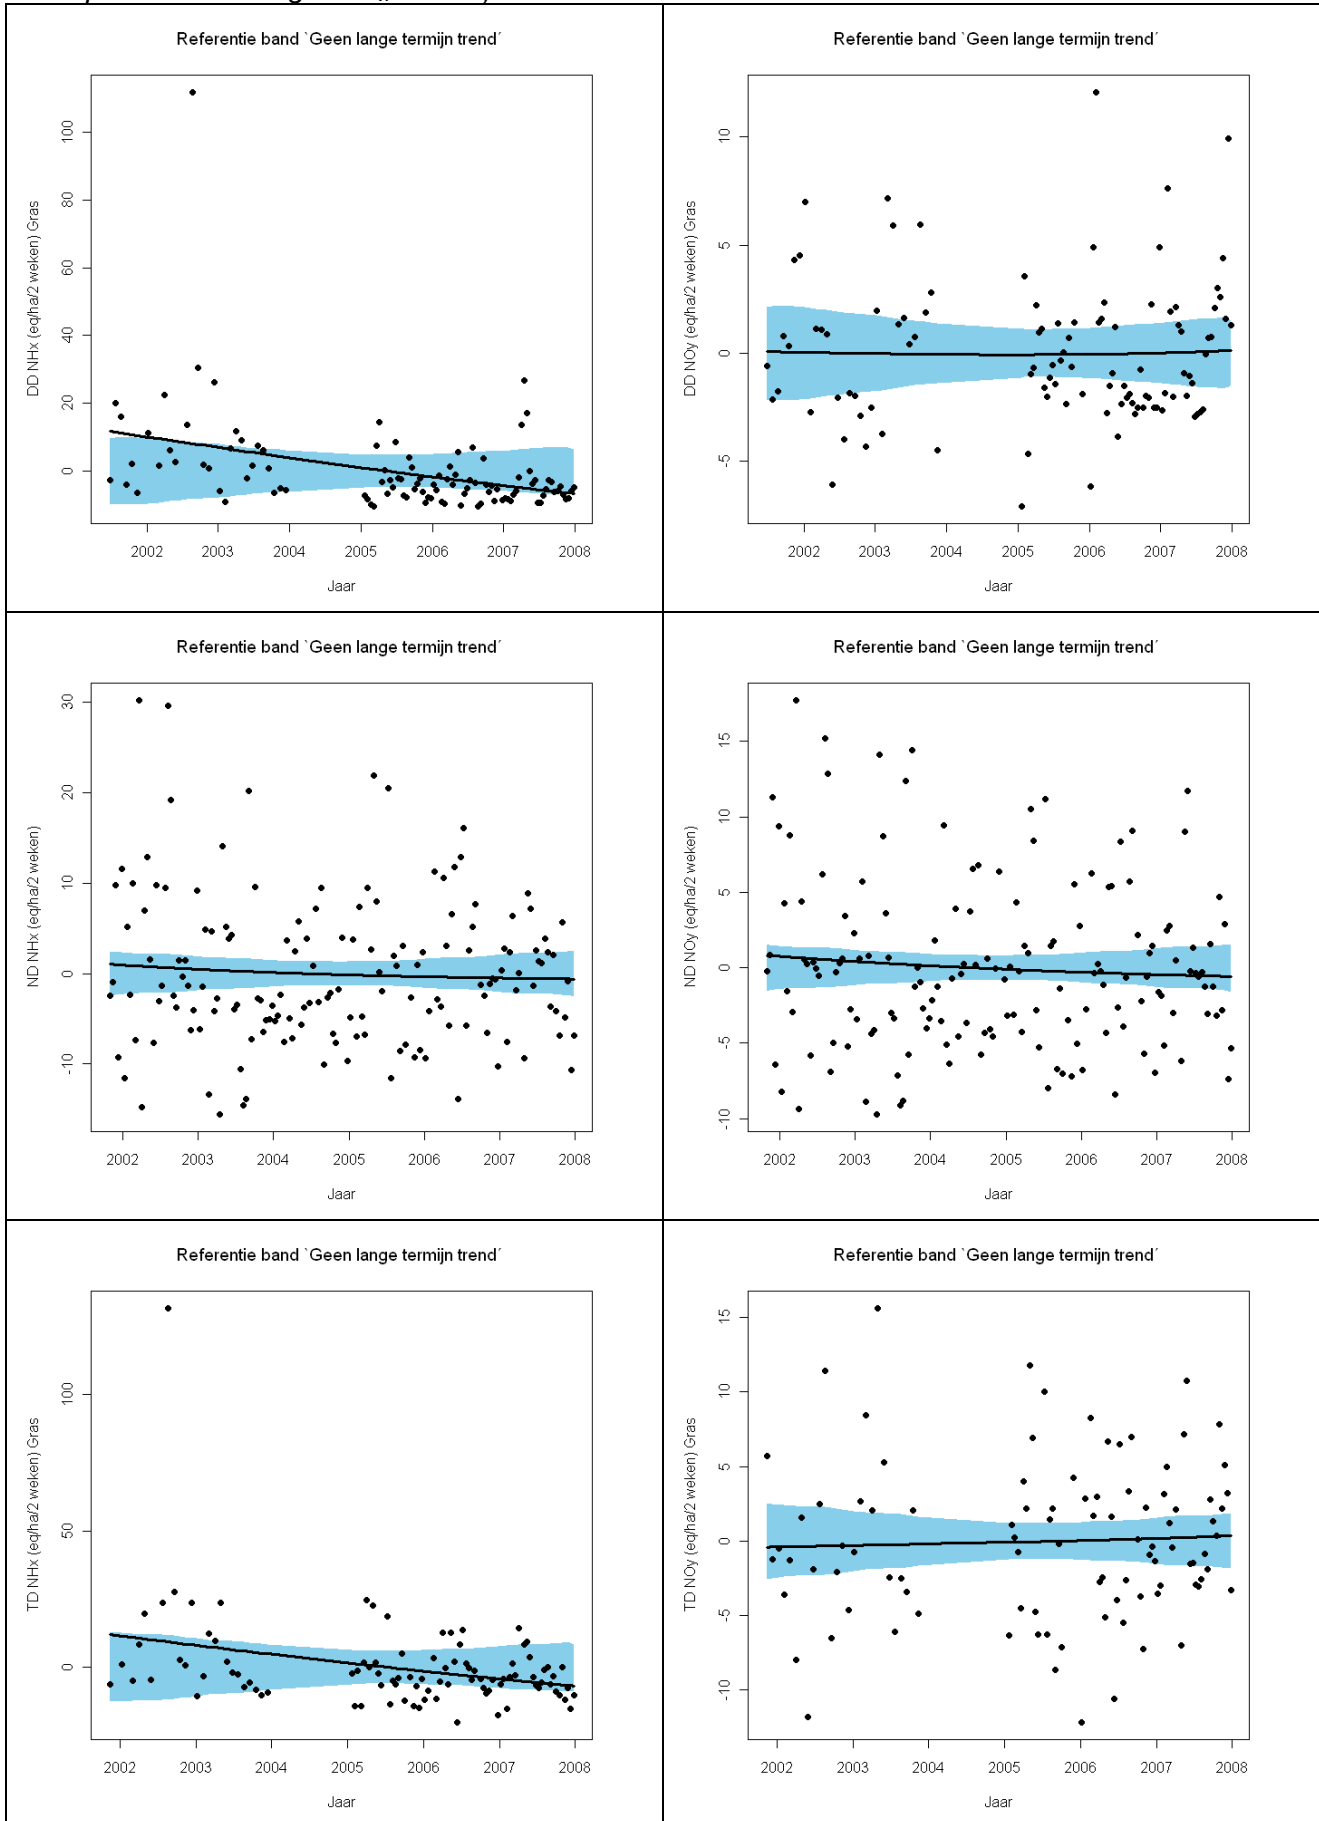 Referentie band `Geen lange termijn trend´
DD NHx (eq/ha/2 weken) Gras
0 20 40 60 80 100
2002 2003 2004 2005 2006 2007 2008
Jaar
Referentie band `Geen lange termijn trend´
DD NOy (eq/ha/2 weken) Gras
-5 0 5 10
2002 2003 2004 2005 2006 2007 2008
Jaar
Referentie band `Geen lange termijn trend´
ND NHx (eq/ha/2 weken)
-10 0 10 20 30
2002 2003 2004 2005 2006 2007 2008
Jaar
Referentie band `Geen lange termijn trend´
ND NOy (eq/ha/2 weken)
-10 -5 0 5 10 15
2002 2003 2004 2005 2006 2007 2008
Jaar
Referentie band `Geen lange termijn trend´
TD NHx (eq/ha/2 weken) Gras
0 50 100
2002 2003 2004 2005 2006 2007 2008
Jaar
Referentie band `Geen lange termijn trend´
TD NOy (eq/ha/2 weken) Gras
-10 -5 0 5 10 15
2002 2003 2004 2005 2006 2007 2008
Jaar